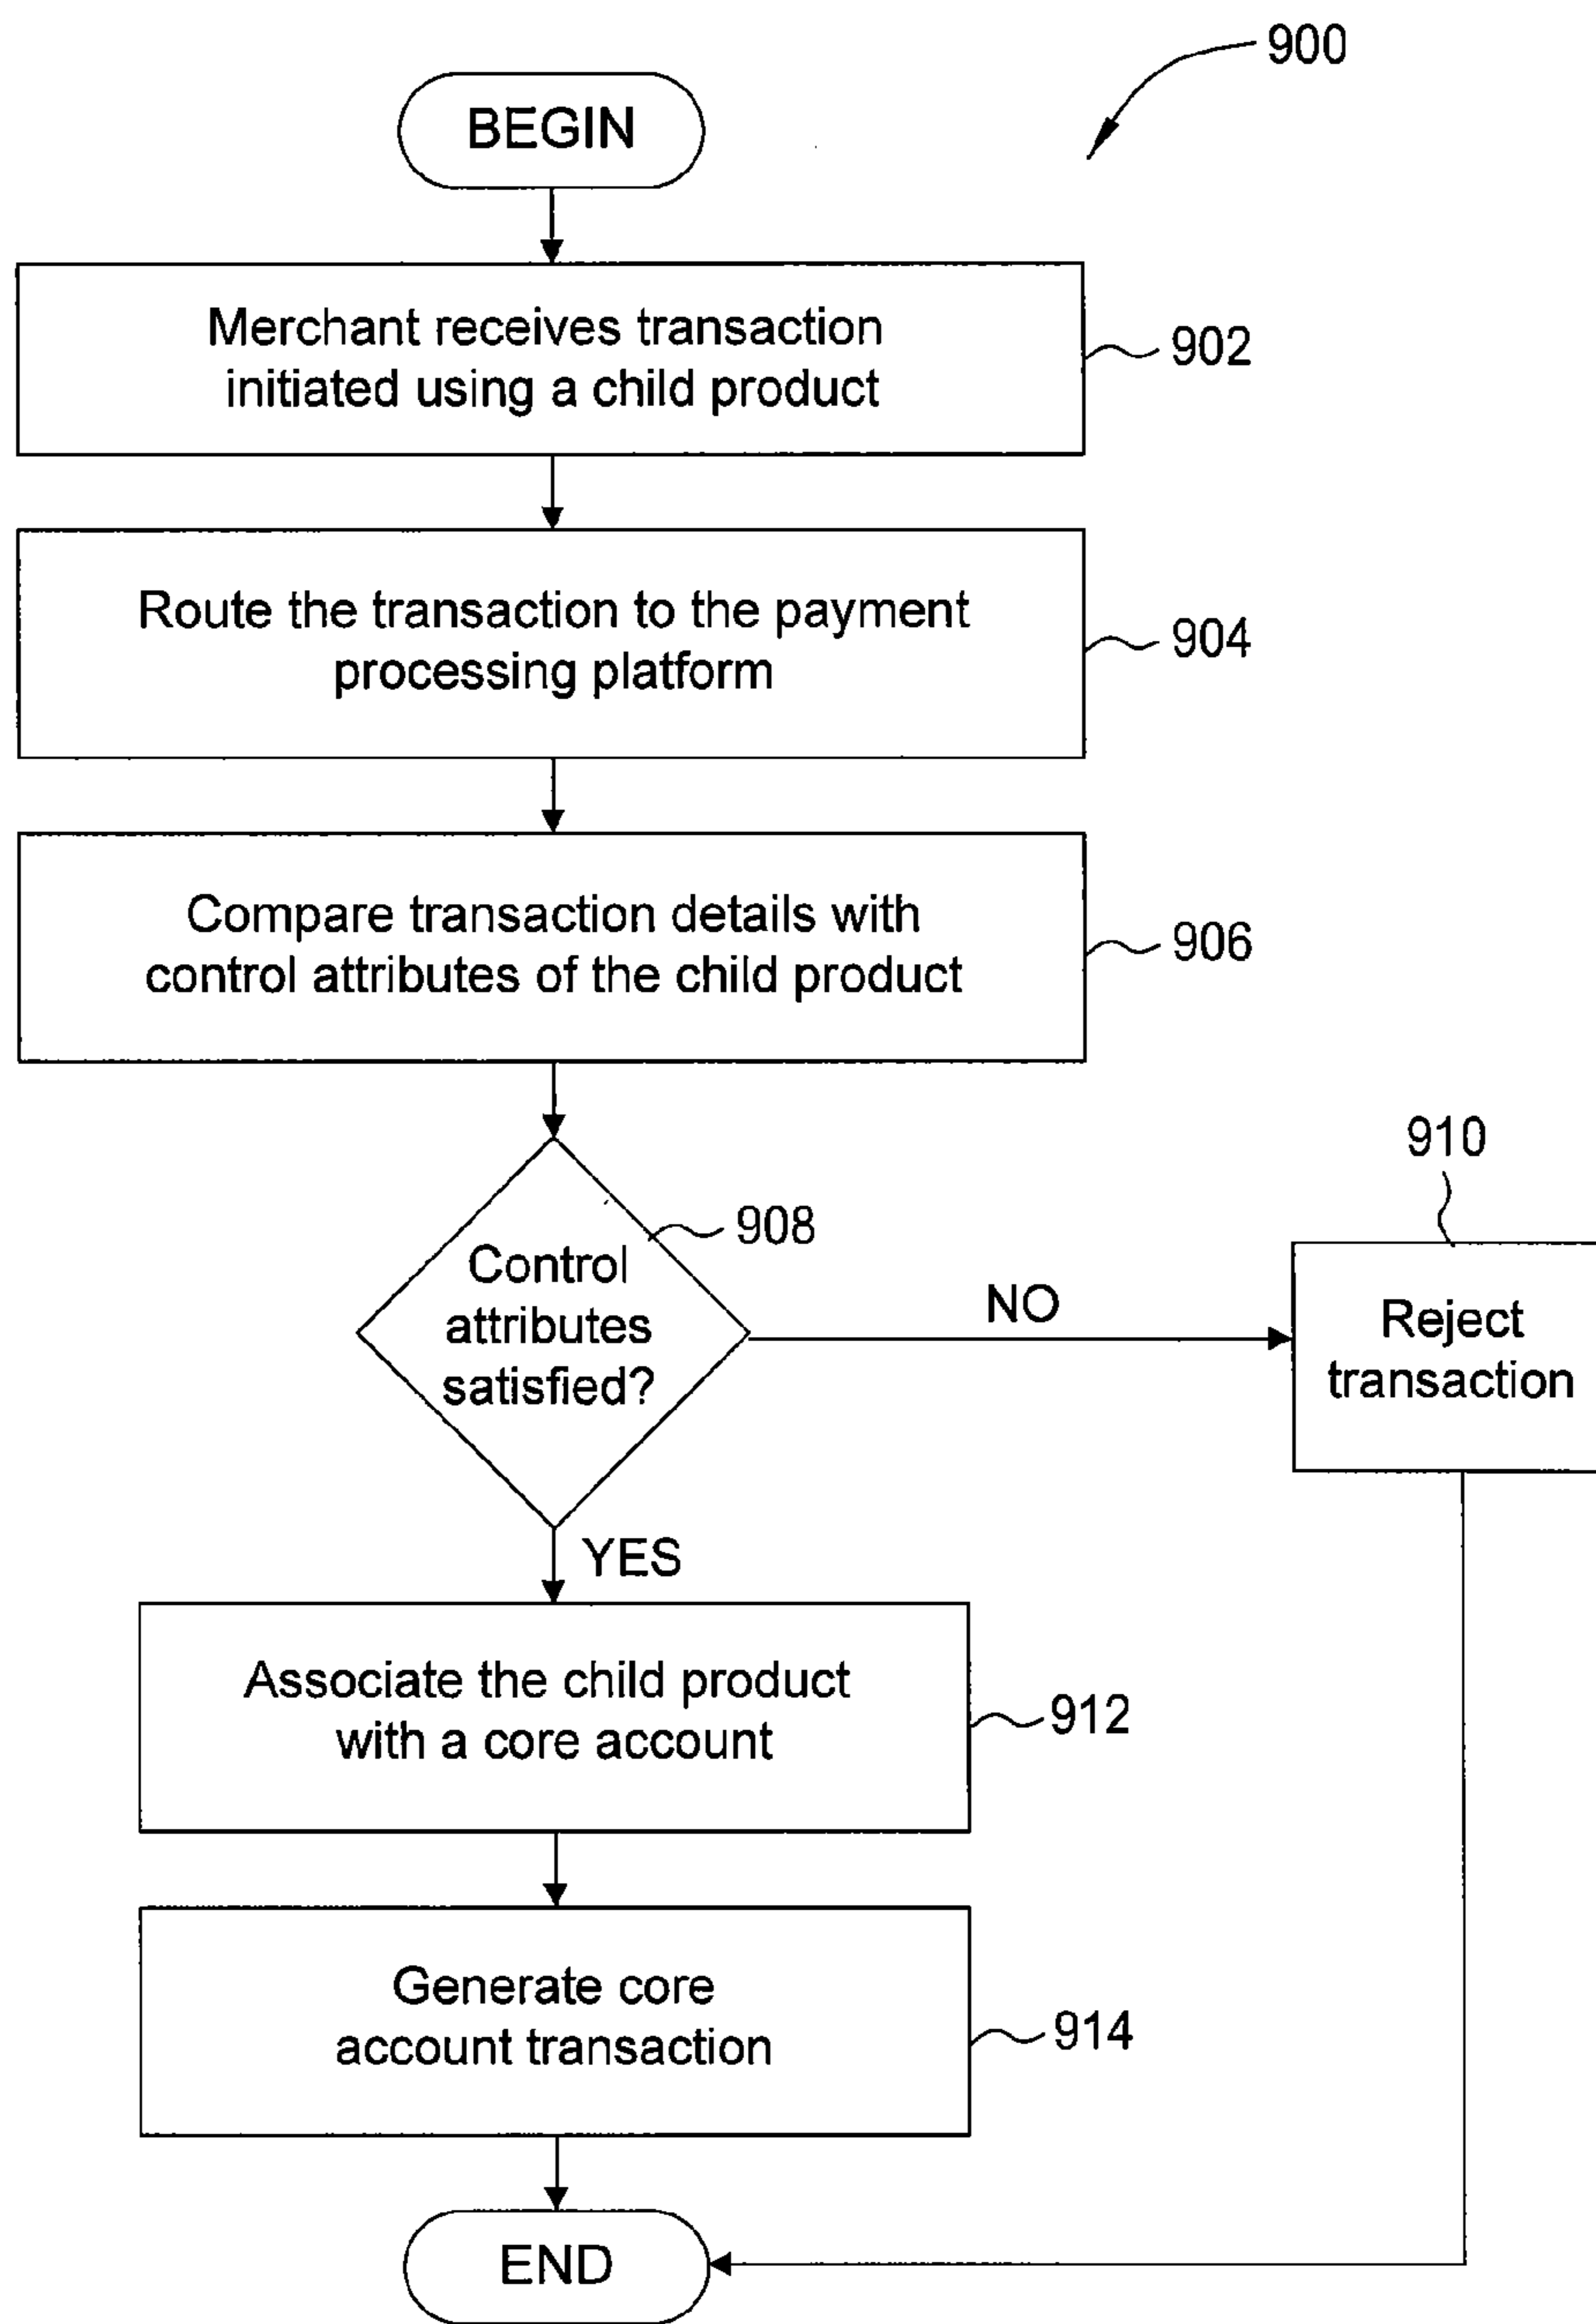 900
BEGIN
Merchant receives transaction
initiated using a child product
902
Route the transaction to the payment
processing platform
904
Compare transaction details with
control attributes of the child product
906
Control
attributes
satisfied?
908
NO
910
Reject
transaction
YES
Associate the child product
with a core account
912
Generate core
account transaction
914
END